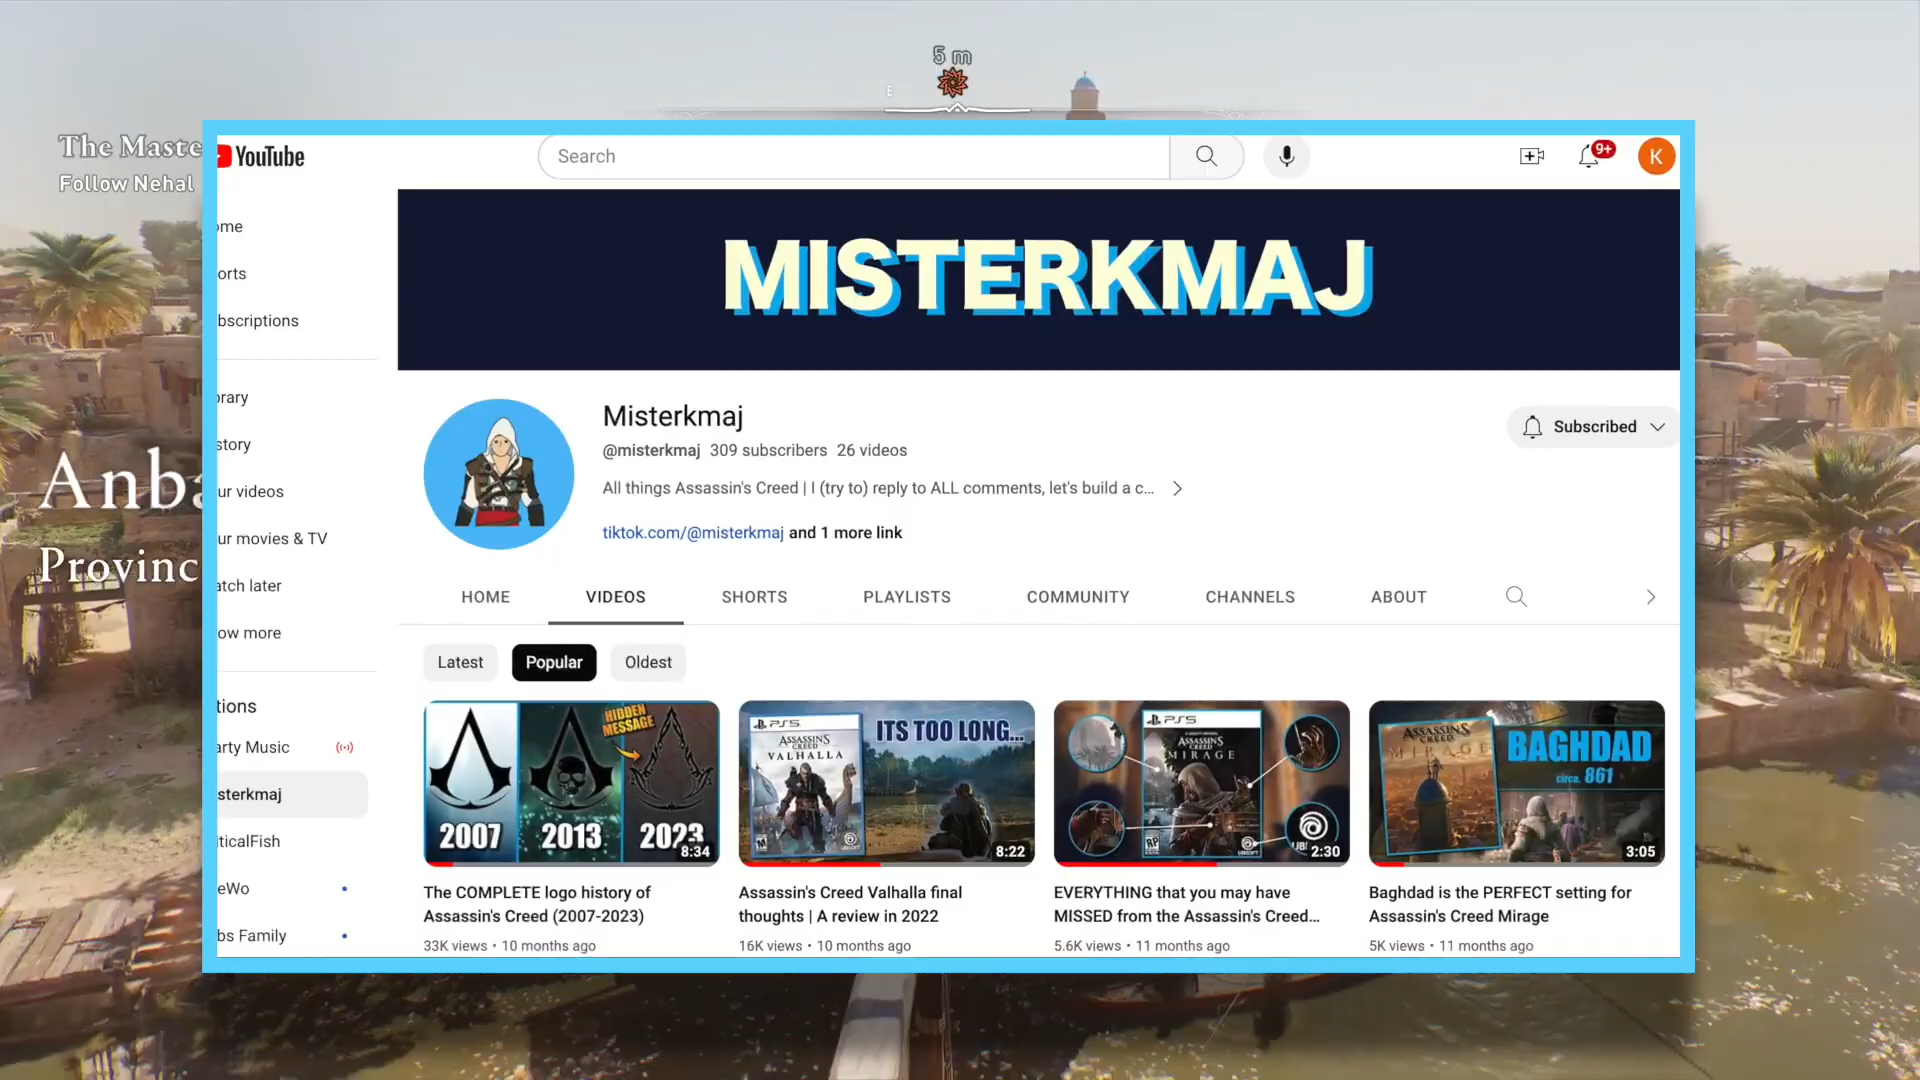 5 m
E
The Maste
Follow Nehal
Anba
Provinc
YouTube
Search
9+
K
ome
orts
bscriptions
brary
story
ur videos
ur movies & TV
atch later
ow more
tions
arty Music
sterkmaj
iticalFish
eWo
bs Family
MISTERKMAJ
Misterkmaj
@misterkmaj 309 subscribers 26 videos
All things Assassin's Creed | I (try to) reply to ALL comments, let's build a c...
tiktok.com/@misterkmaj and 1 more link
Subscribed
HOME VIDEOS SHORTS PLAYLISTS COMMUNITY CHANNELS ABOUT
Latest Popular Oldest
HIDDEN
MESSAGE
2007 2013 2023
8:34
The COMPLETE logo history of
Assassin's Creed (2007-2023)
33K views • 10 months ago
PS5
ASSASSIN'S
CREED
VALHALLA
ITS TOO LONG...
UBISOFT
8:22
Assassin's Creed Valhalla final
thoughts | A review in 2022
16K views • 10 months ago
PS5
ASSASSIN'S
CREED
MIRAGE
RP
UBISOFT
UBI
2:30
EVERYTHING that you may have
MISSED from the Assassin's Creed...
5.6K views • 11 months ago
ASSASSIN'S
CREED
MIRAGE
BAGHDAD
circa. 861
3:05
Baghdad is the PERFECT setting for
Assassin's Creed Mirage
5K views • 11 months ago